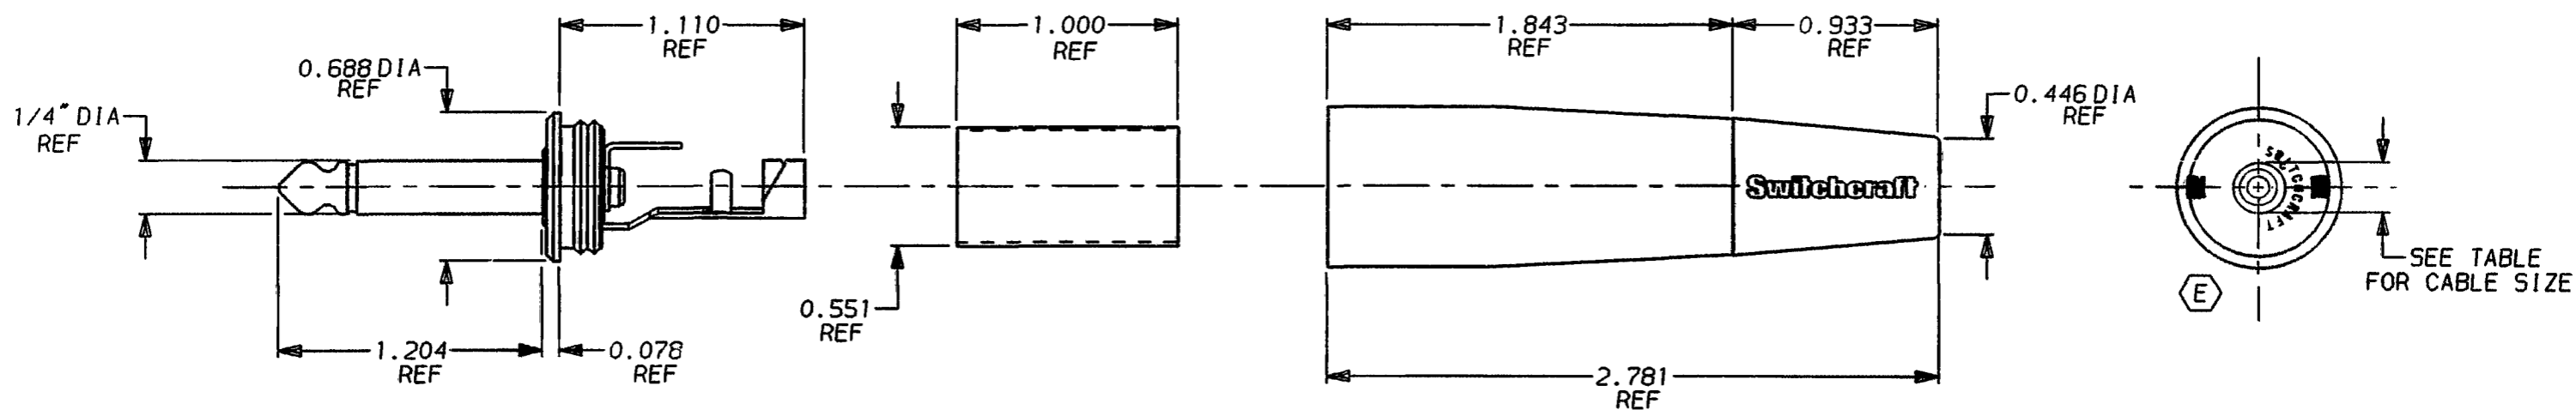 1.110
REF
1.000
REF
1.843
REF
0.933
REF
0.688 DIA
REF
1/4" DIA
REF
0.446 DIA
REF
Switchcraft
SWITCHCRAFT
SEE TABLE
FOR CABLE SIZE
E
0.551
REF
1.204
REF
0.078
REF
2.781
REF